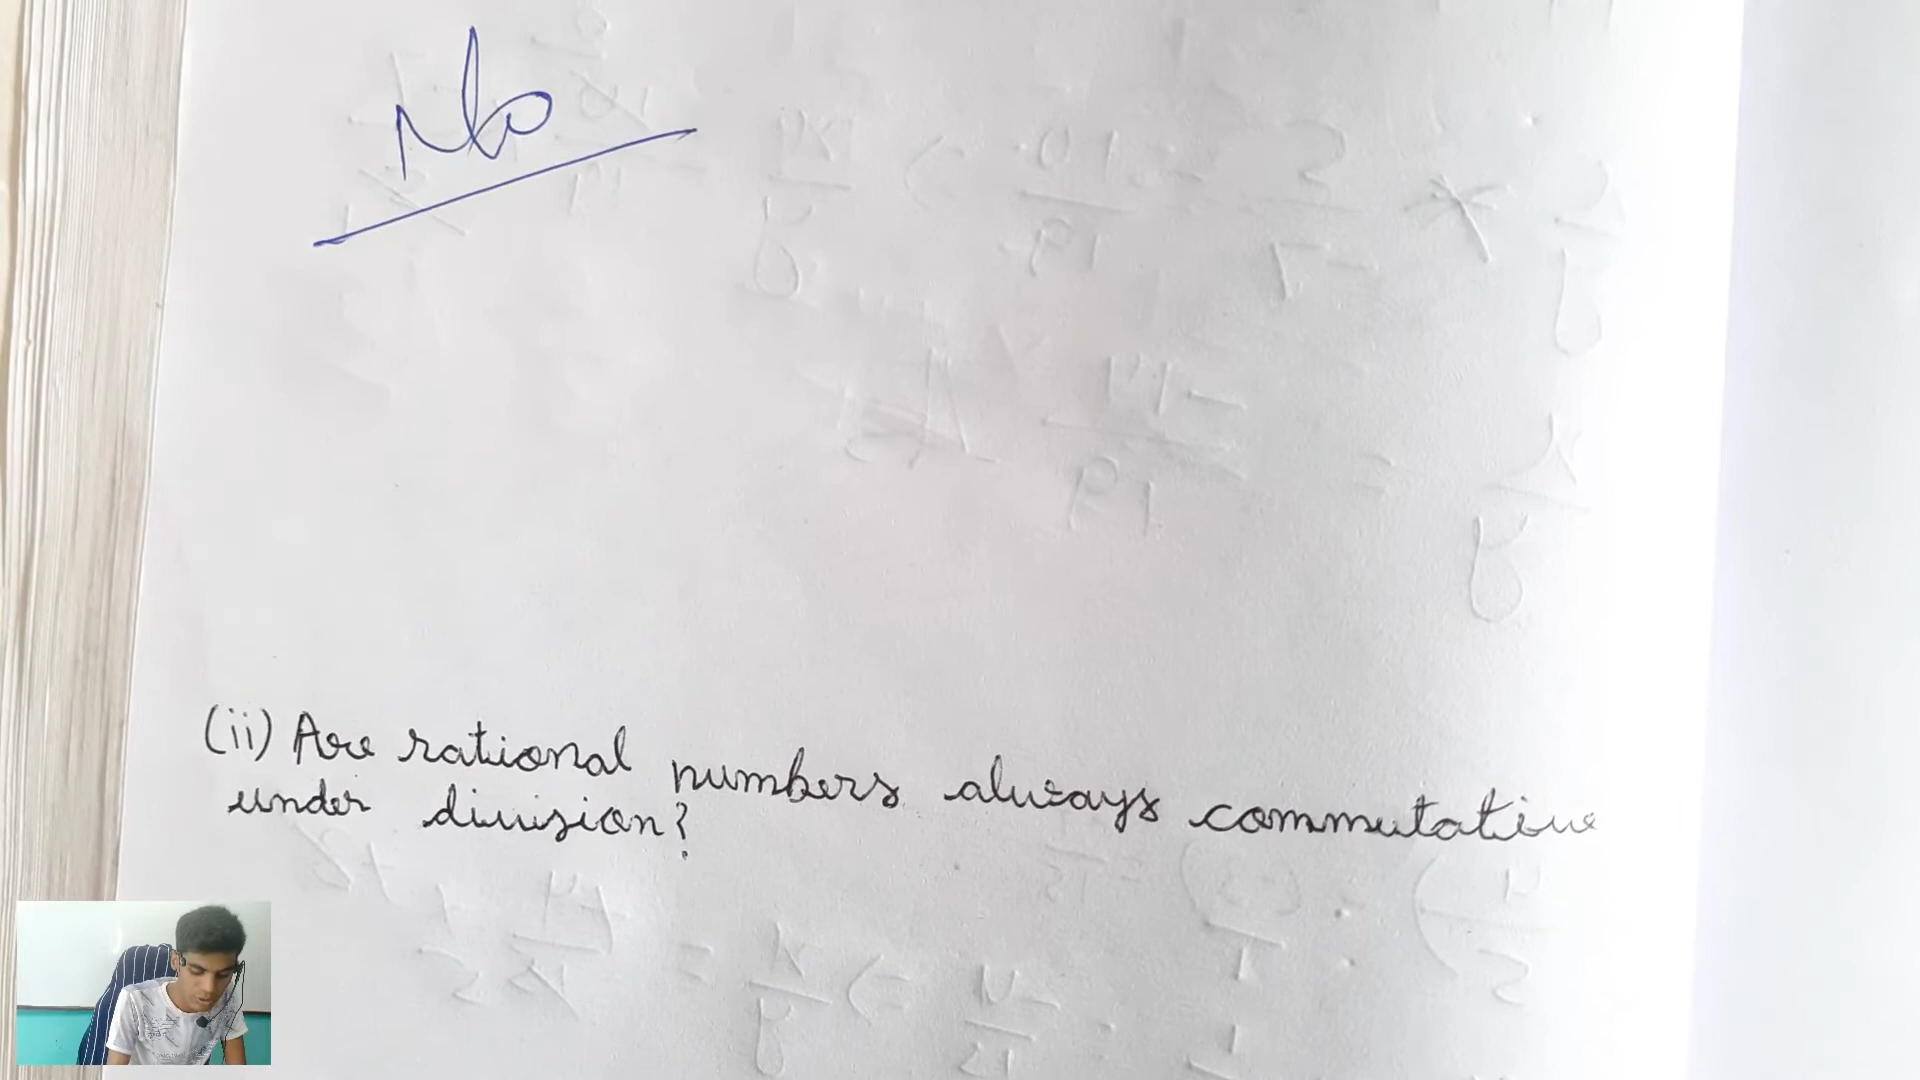 No
(ii) Are rational numbers always commutative
under division?